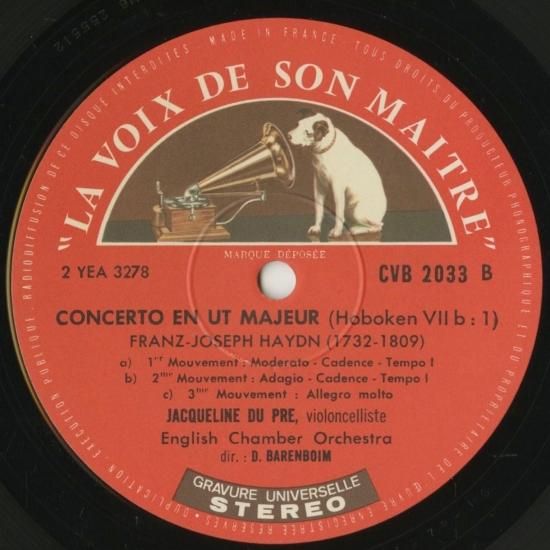 MADE IN FRANCE - TOUS DROITS DU PRODUCTEUR PHONOGRAPHIQUE ET DU PROPRIETAIRE DE L'ŒUVRE ENREGISTRÉE RESERVÉS - DUPLICATION, EXÉCUTION PUBLIQUE, RADIODIFFUSION DE CE DISQUE INTERDITES -
"LA VOIX DE SON MAITRE"
MARQUE DÉPOSÉE
2 YEA 3278
CVB 2033 B
CONCERTO EN UT MAJEUR (Hoboken VII b : 1)
FRANZ-JOSEPH HAYDN (1732-1809)
a) 1er Mouvement : Moderato - Cadence - Tempo I
b) 2me Mouvement : Adagio - Cadence - Tempo I
c) 3me Mouvement : Allegro molto
JACQUELINE DU PRE, violoncelliste
English Chamber Orchestra
dir. : D. BARENBOIM
GRAVURE UNIVERSELLE
STEREO